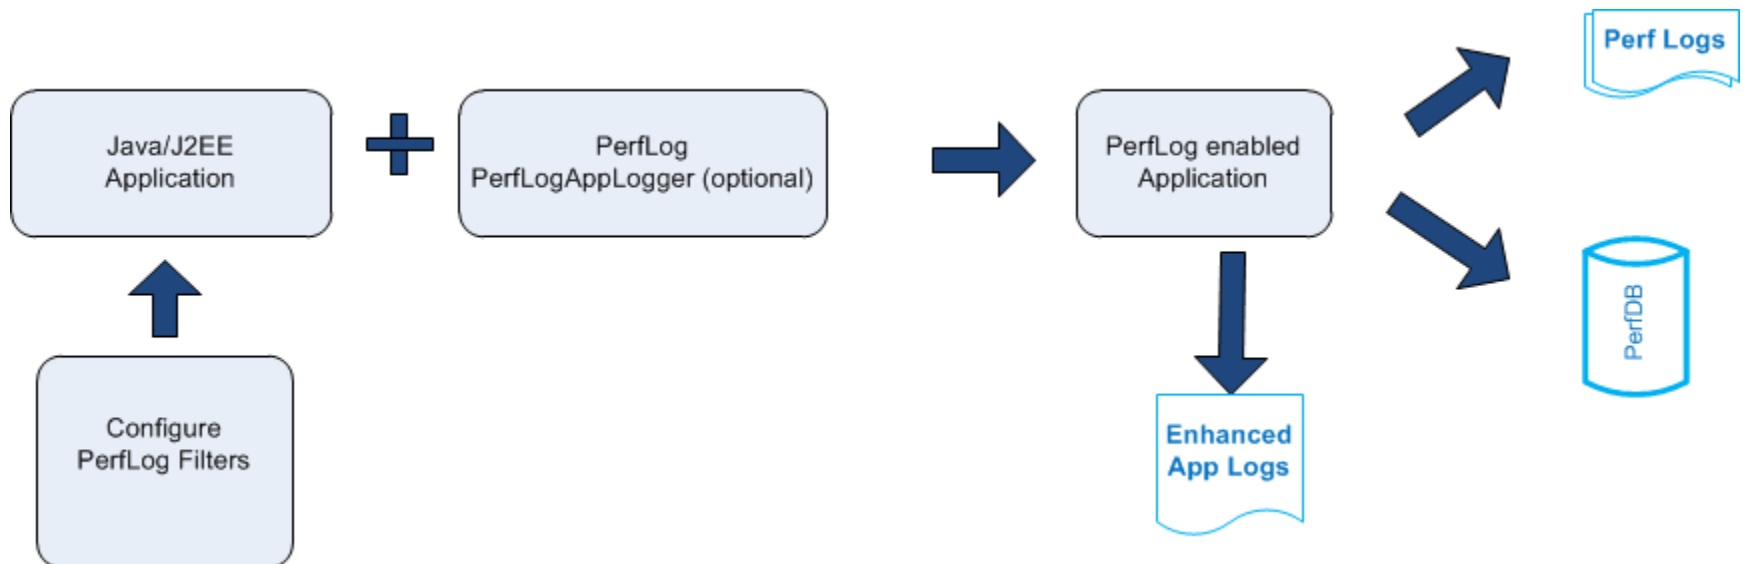 Java/J2EE
Application
PerfLog
PerfLogAppLogger (optional)
PerfLog enabled
Application
Perf Logs
PerfDB
Configure
PerfLog Filters
Enhanced
App Logs